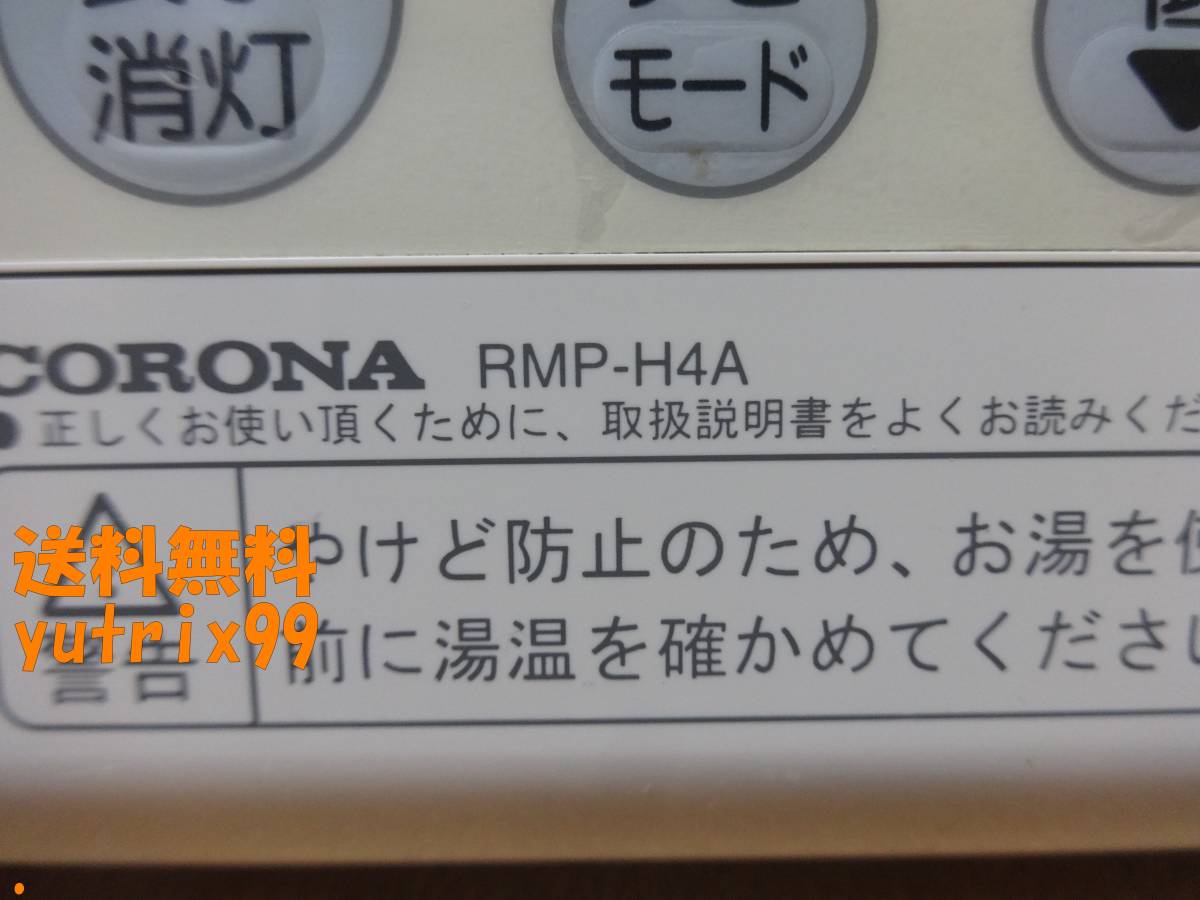 消灯
モード
▼
CORONA RMP-H4A
●正しくお使い頂くために、取扱説明書をよくお読みくだ
警告
やけど防止のため、お湯を使
前に湯温を確かめてください
送料無料
yutrix99